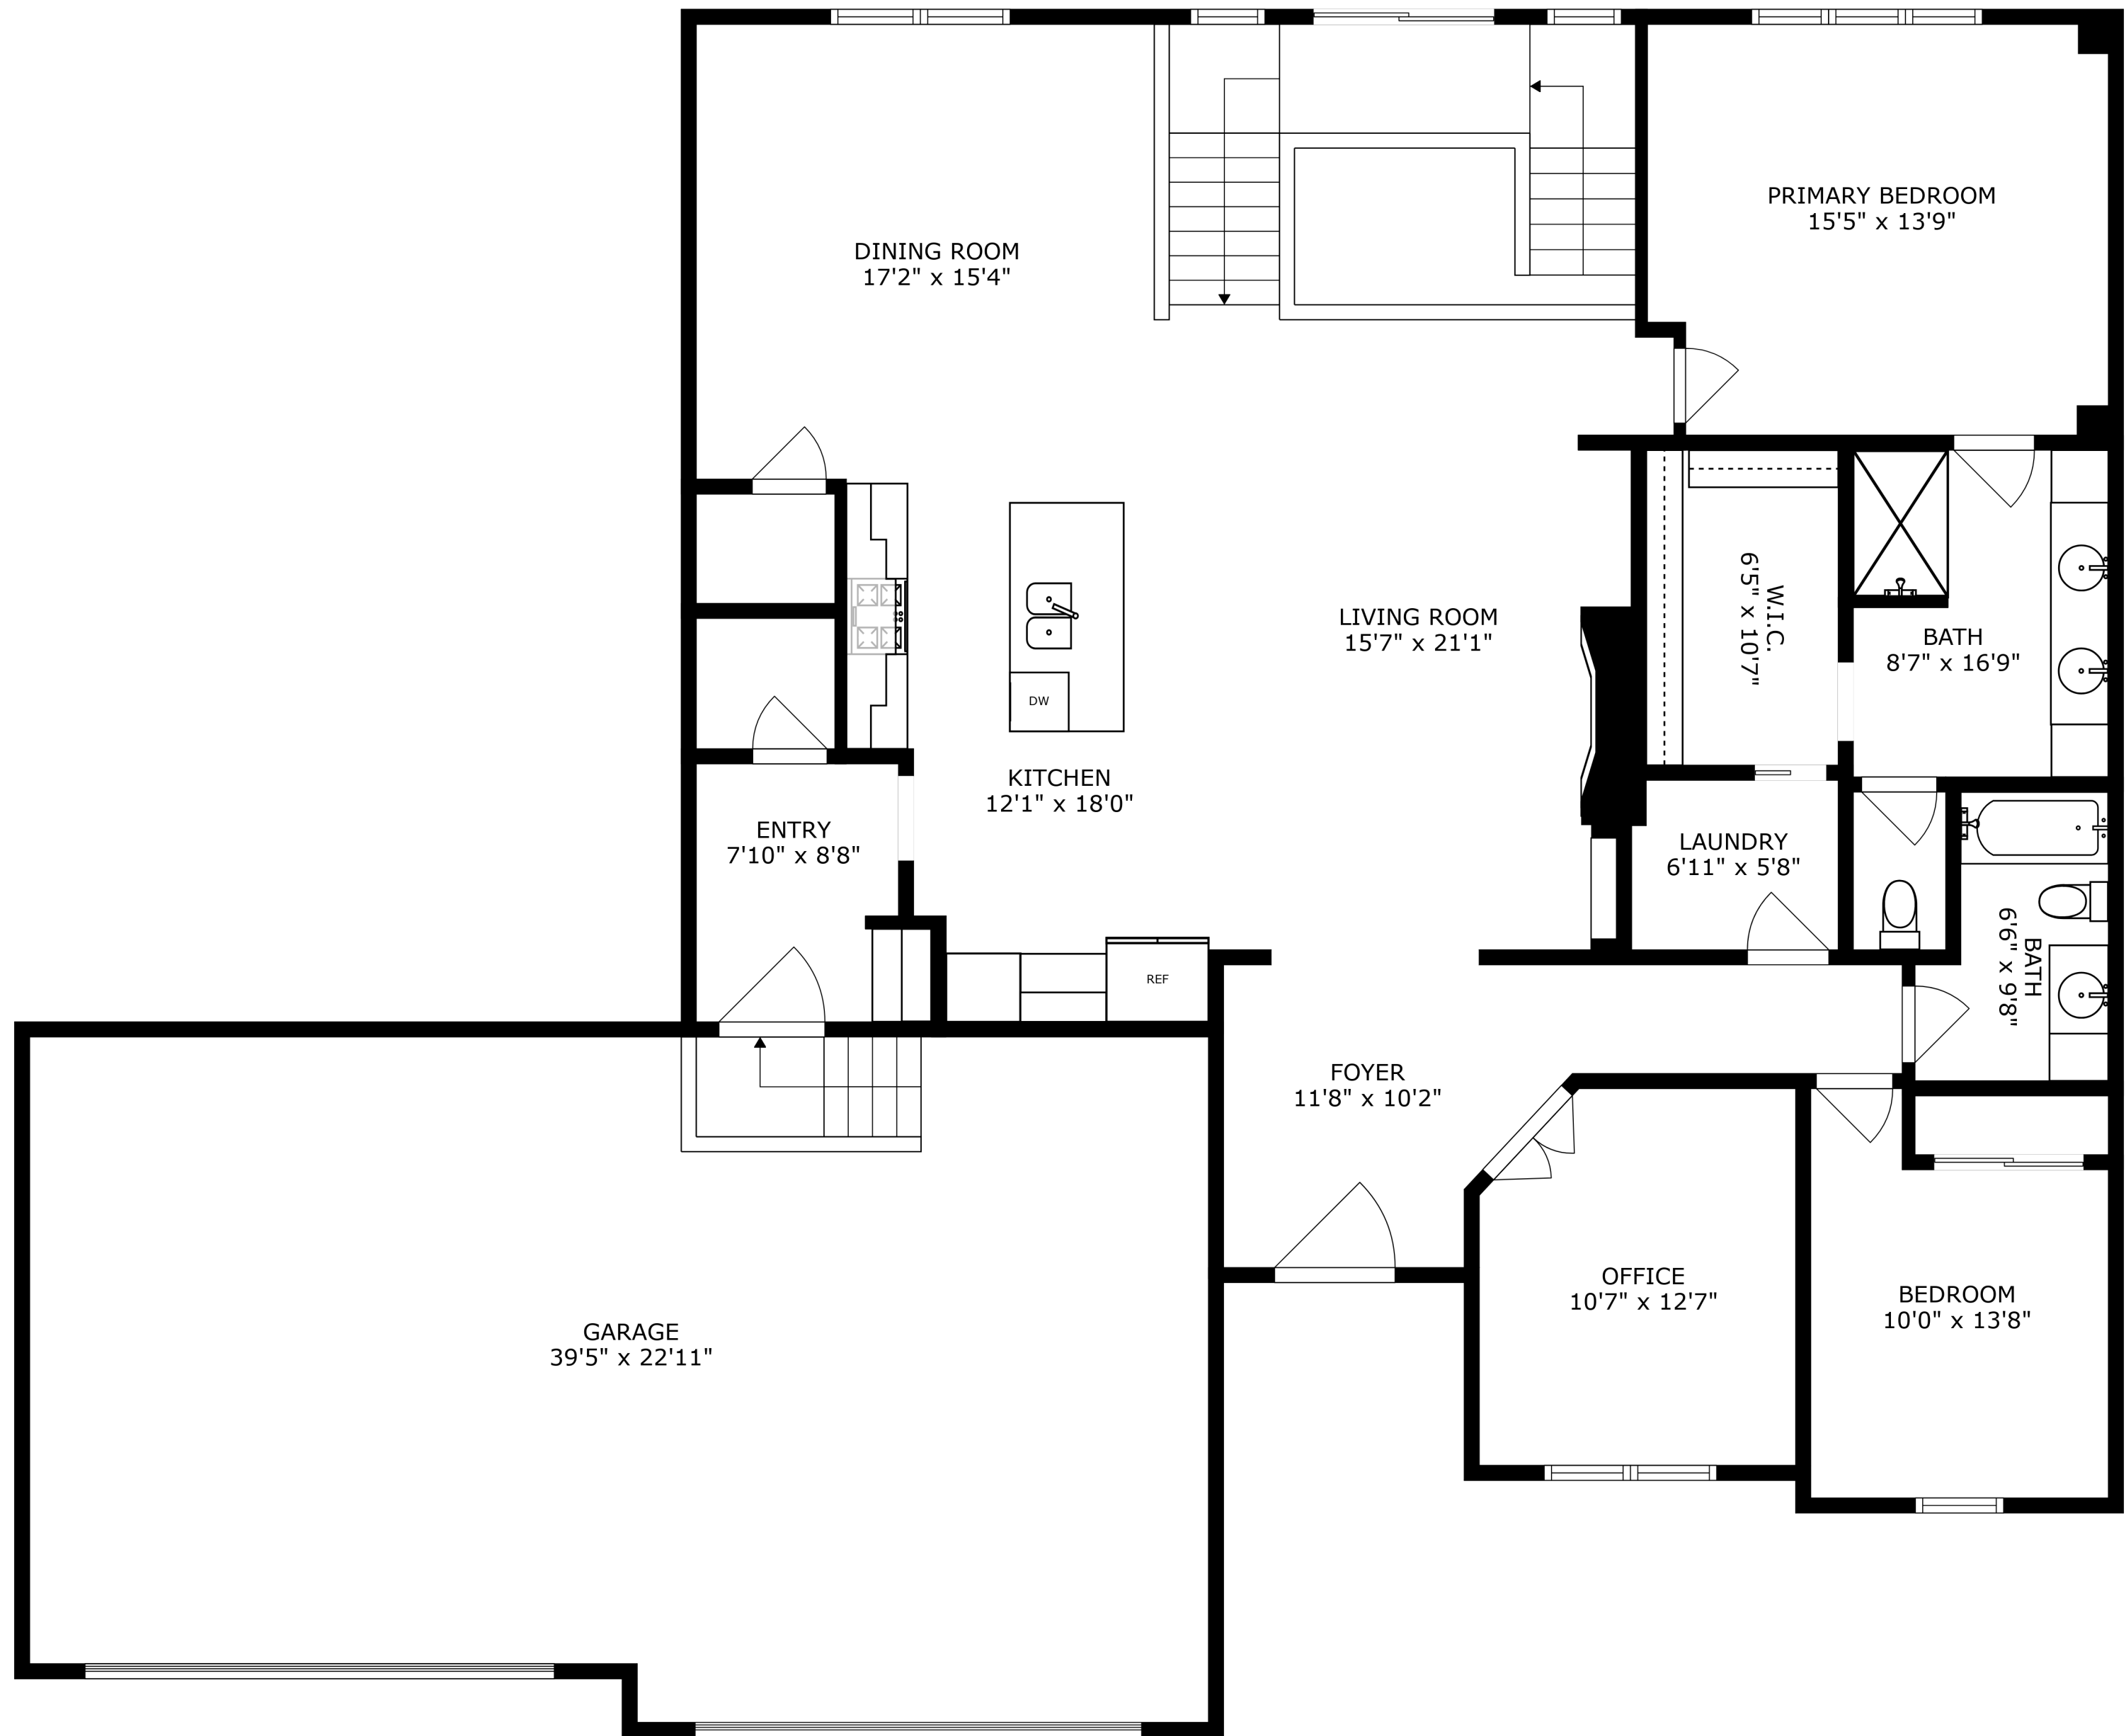 PRIMARY BEDROOM
15'5" x 13'9"
DINING ROOM
17'2" x 15'4"
LIVING ROOM
15'7" x 21'1"
W.I.C.
6'5" x 10'7"
BATH
8'7" x 16'9"
DW
KITCHEN
12'1" x 18'0"
ENTRY
7'10" x 8'8"
LAUNDRY
6'11" x 5'8"
BATH
6'6" x 9'8"
REF
FOYER
11'8" x 10'2"
OFFICE
10'7" x 12'7"
BEDROOM
10'0" x 13'8"
GARAGE
39'5" x 22'11"